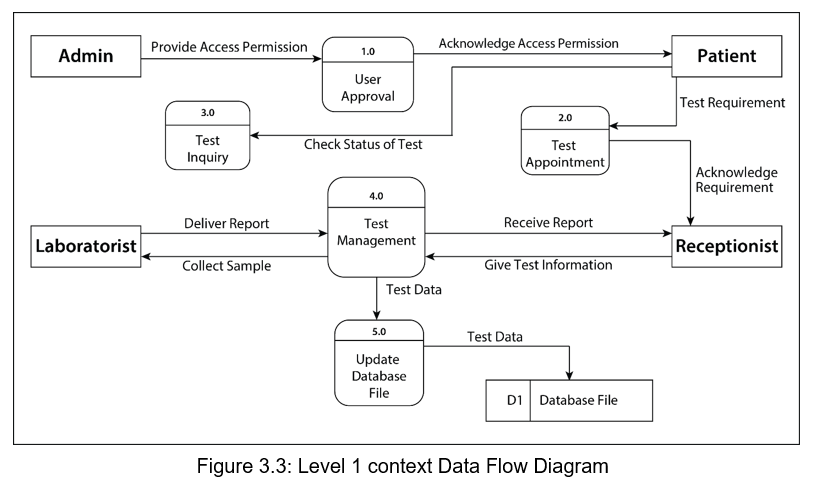 Admin
Provide Access Permission
1.0
User
Approval
Acknowledge Access Permission
Patient
Test Requirement
3.0
Test
Inquiry
Check Status of Test
2.0
Test
Appointment
Acknowledge
Requirement
4.0
Test
Management
Deliver Report
Receive Report
Laboratorist
Receptionist
Collect Sample
Give Test Information
Test Data
5.0
Update
Database
File
Test Data
D1
Database File
Figure 3.3: Level 1 context Data Flow Diagram